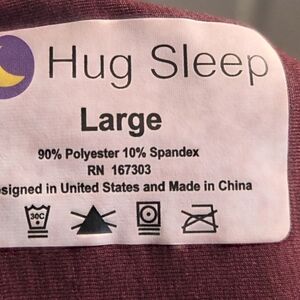 Hug Sleep
Large
90% Polyester 10% Spandex
RN 167303
esigned in United States and Made in China
30C